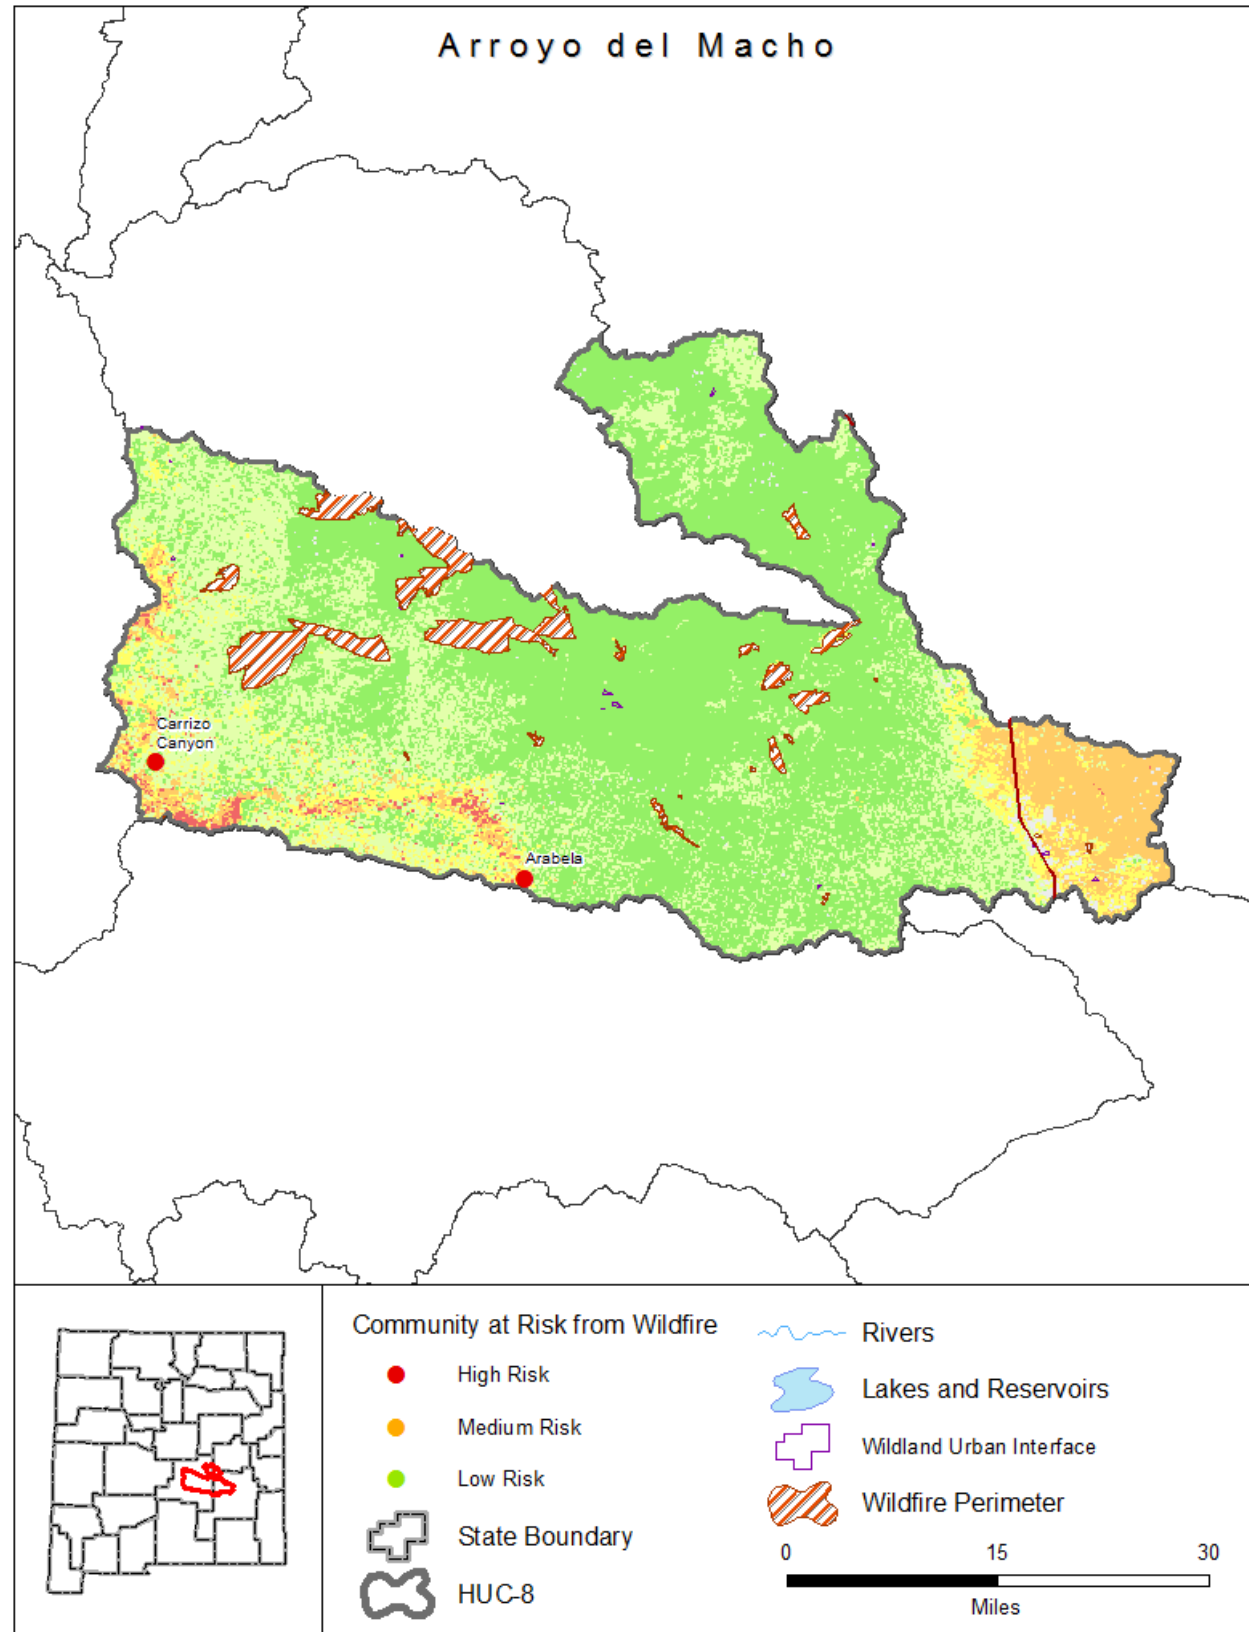 Arroyo del Macho
Carrizo
Canyon
Arabela
Community at Risk from Wildfire
High Risk
Medium Risk
Low Risk
State Boundary
HUC-8
Rivers
Lakes and Reservoirs
Wildland Urban Interface
Wildfire Perimeter
0 15 30
Miles